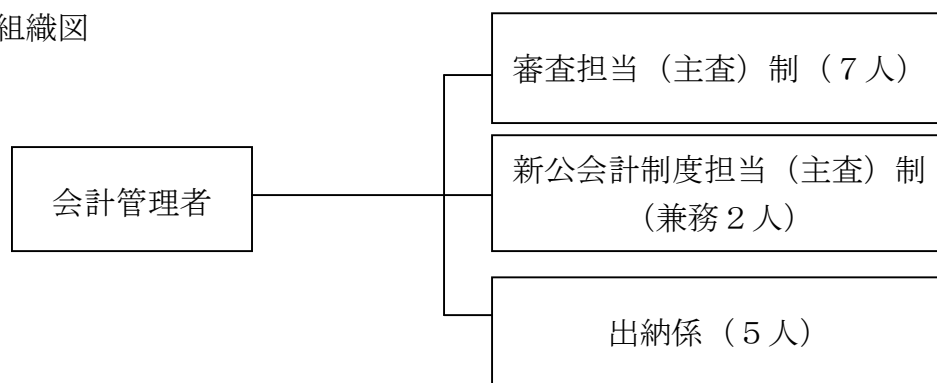 組織図
審査担当（主査）制（７人）
会計管理者
新公会計制度担当（主査）制
（兼務２人）
出納係（５人）